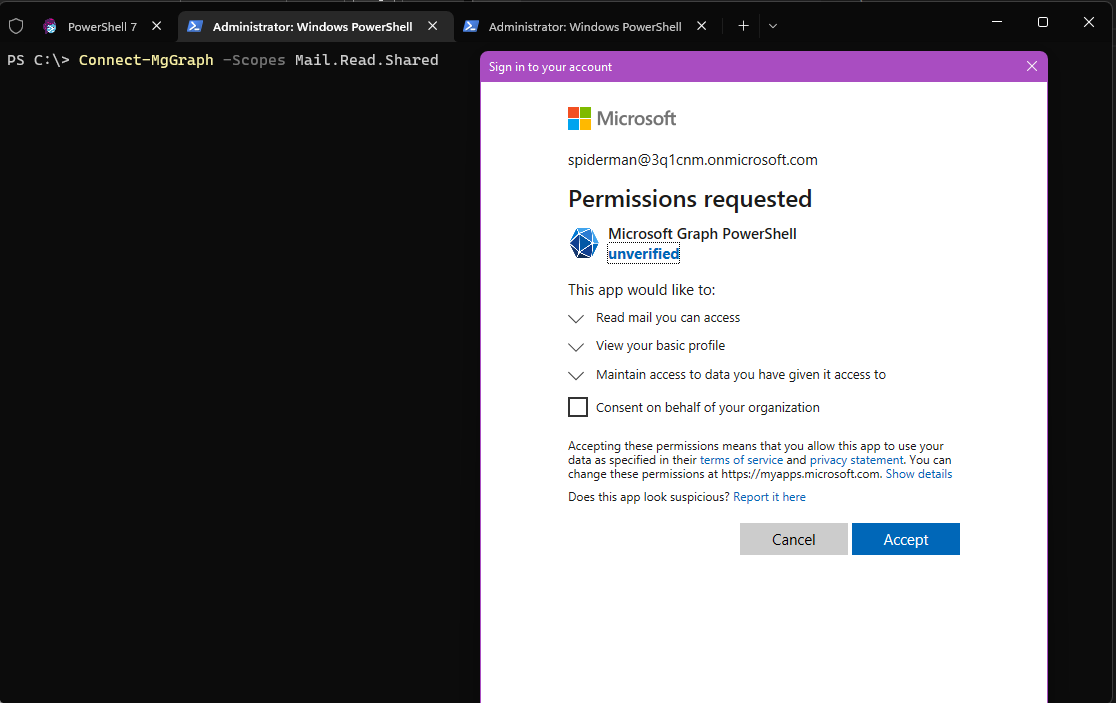 PowerShell 7
Administrator: Windows PowerShell
Administrator: Windows PowerShell
PS C:\> Connect-MgGraph -Scopes Mail.Read.Shared
Sign in to your account
Microsoft
spiderman@3q1cnm.onmicrosoft.com
Permissions requested
Microsoft Graph PowerShell
unverified
This app would like to:
Read mail you can access
View your basic profile
Maintain access to data you have given it access to
Consent on behalf of your organization
Accepting these permissions means that you allow this app to use your
data as specified in their terms of service and privacy statement. You can
change these permissions at https://myapps.microsoft.com. Show details
Does this app look suspicious? Report it here
Cancel
Accept